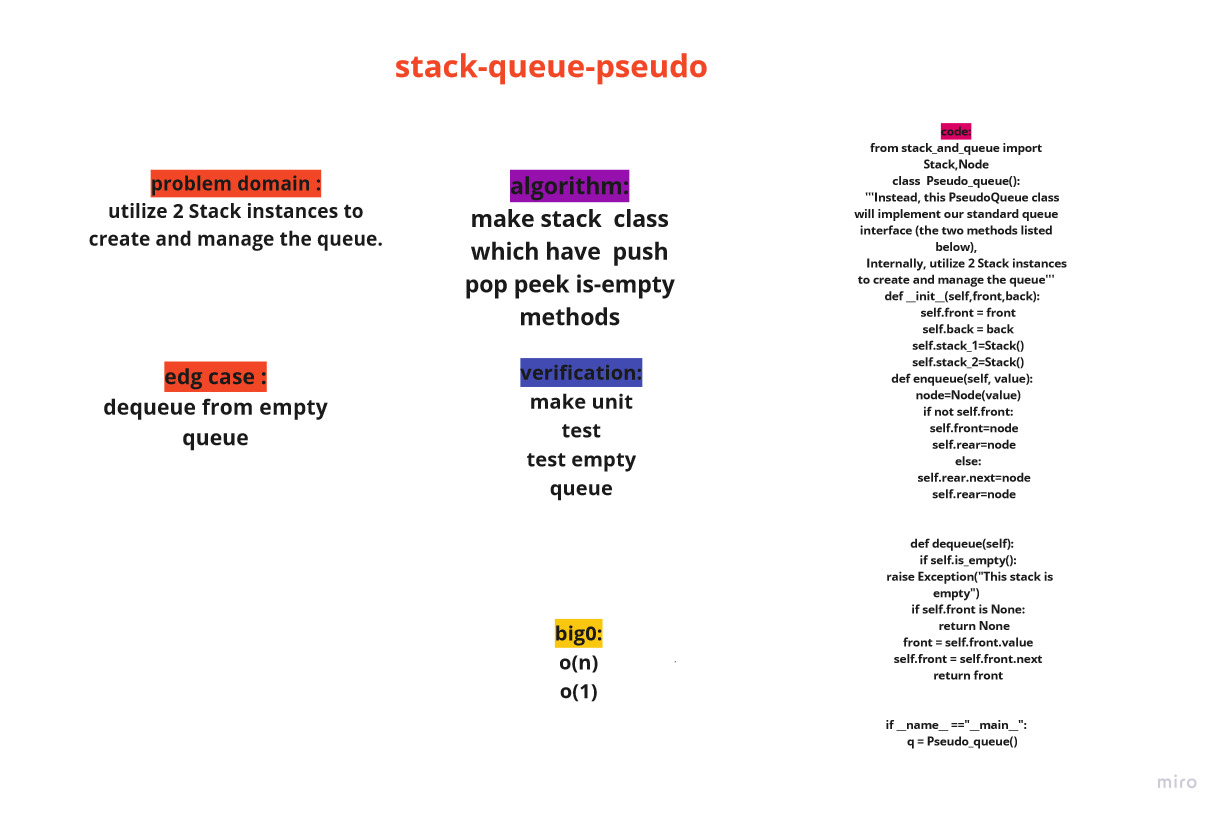 stack-queue-pseudo
problem domain :
utilize 2 Stack instances to
create and manage the queue.
edg case :
dequeue from empty
queue
algorithm:
make stack  class
which have  push
pop peek is-empty
methods
verification:
make unit
test
test empty
queue
big0:
o(n)
o(1)
code:
from stack_and_queue import
Stack,Node
class  Pseudo_queue():
'''Instead, this PseudoQueue class
will implement our standard queue
interface (the two methods listed
below),
Internally, utilize 2 Stack instances
to create and manage the queue'''
def __init__(self,front,back):
self.front = front
self.back = back
self.stack_1=Stack()
self.stack_2=Stack()
def enqueue(self, value):
node=Node(value)
if not self.front:
self.front=node
self.rear=node
else:
self.rear.next=node
self.rear=node
def dequeue(self):
if self.is_empty():
raise Exception("This stack is
empty")
if self.front is None:
return None
front = self.front.value
self.front = self.front.next
return front
if __name__ =="__main__":
q = Pseudo_queue()
miro